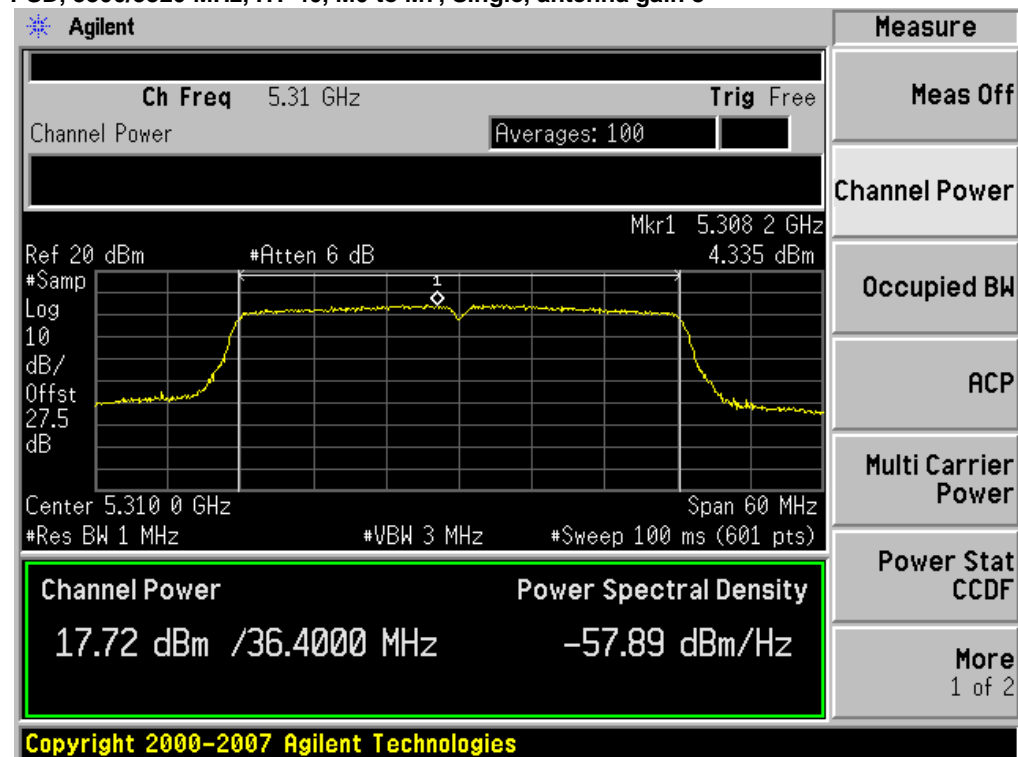 Agilent
Measure
Ch Freq 5.31 GHz Trig Free
Channel Power Averages: 100
Mkr1 5.308 2 GHz
Ref 20 dBm #Atten 6 dB 4.335 dBm
#Samp
Log
10
dB/
Offst
27.5
dB
1
Center 5.310 0 GHz Span 60 MHz
#Res BW 1 MHz #VBW 3 MHz #Sweep 100 ms (601 pts)
Channel Power Power Spectral Density
17.72 dBm /36.4000 MHz -57.89 dBm/Hz
Meas Off
Channel Power
Occupied BW
ACP
Multi Carrier
Power
Power Stat
CCDF
More
1 of 2
Copyright 2000-2007 Agilent Technologies